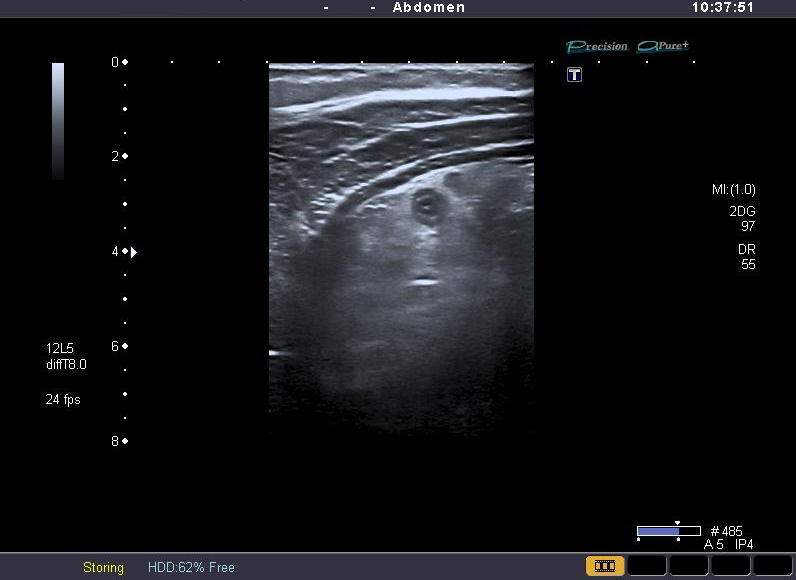 - - Abdomen 10:37:51
Precision APure+
T
0
2
MI:(1.0)
2DG
97
4
DR
55
6
12L5
diffT8.0
24 fps
8
# 485
A 5 IP4
Storing HDD:62% Free